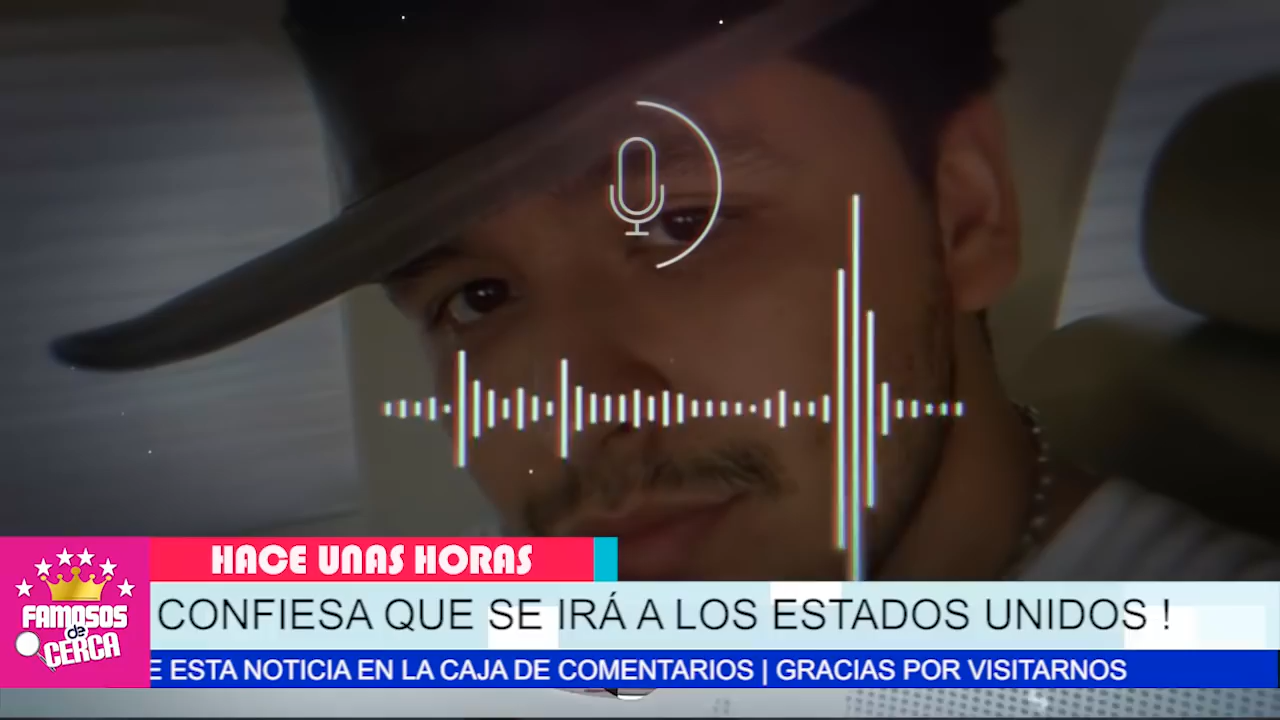 HACE UNAS HORAS
CONFIESA QUE SE IRÁ A LOS ESTADOS UNIDOS !
FAMOSOS
de
CERCA
E ESTA NOTICIA EN LA CAJA DE COMENTARIOS | GRACIAS POR VISITARNOS